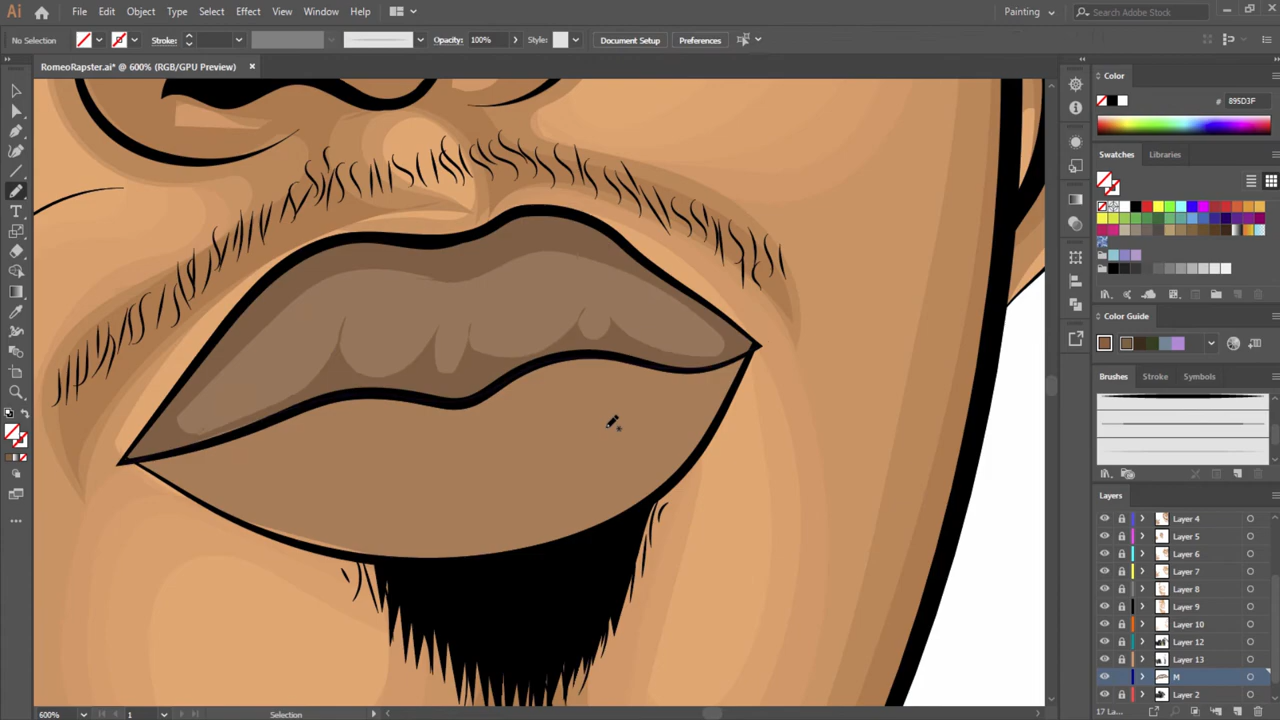 Ai File Edit Object Type Select Effect View Window Help Painting Search Adobe Stock
No Selection Stroke: Opacity: 100% Style: Document Setup Preferences
RomeoRapster.ai* @ 600% (RGB/GPU Preview) ×
Color
# 895D3F
Swatches Libraries
Color Guide
Brushes Stroke Symbols
Layers
Layer 4
Layer 5
Layer 6
Layer 7
Layer 8
Layer 9
Layer 10
Layer 12
Layer 13
M
Layer 2
600% 1 Selection 17 La...